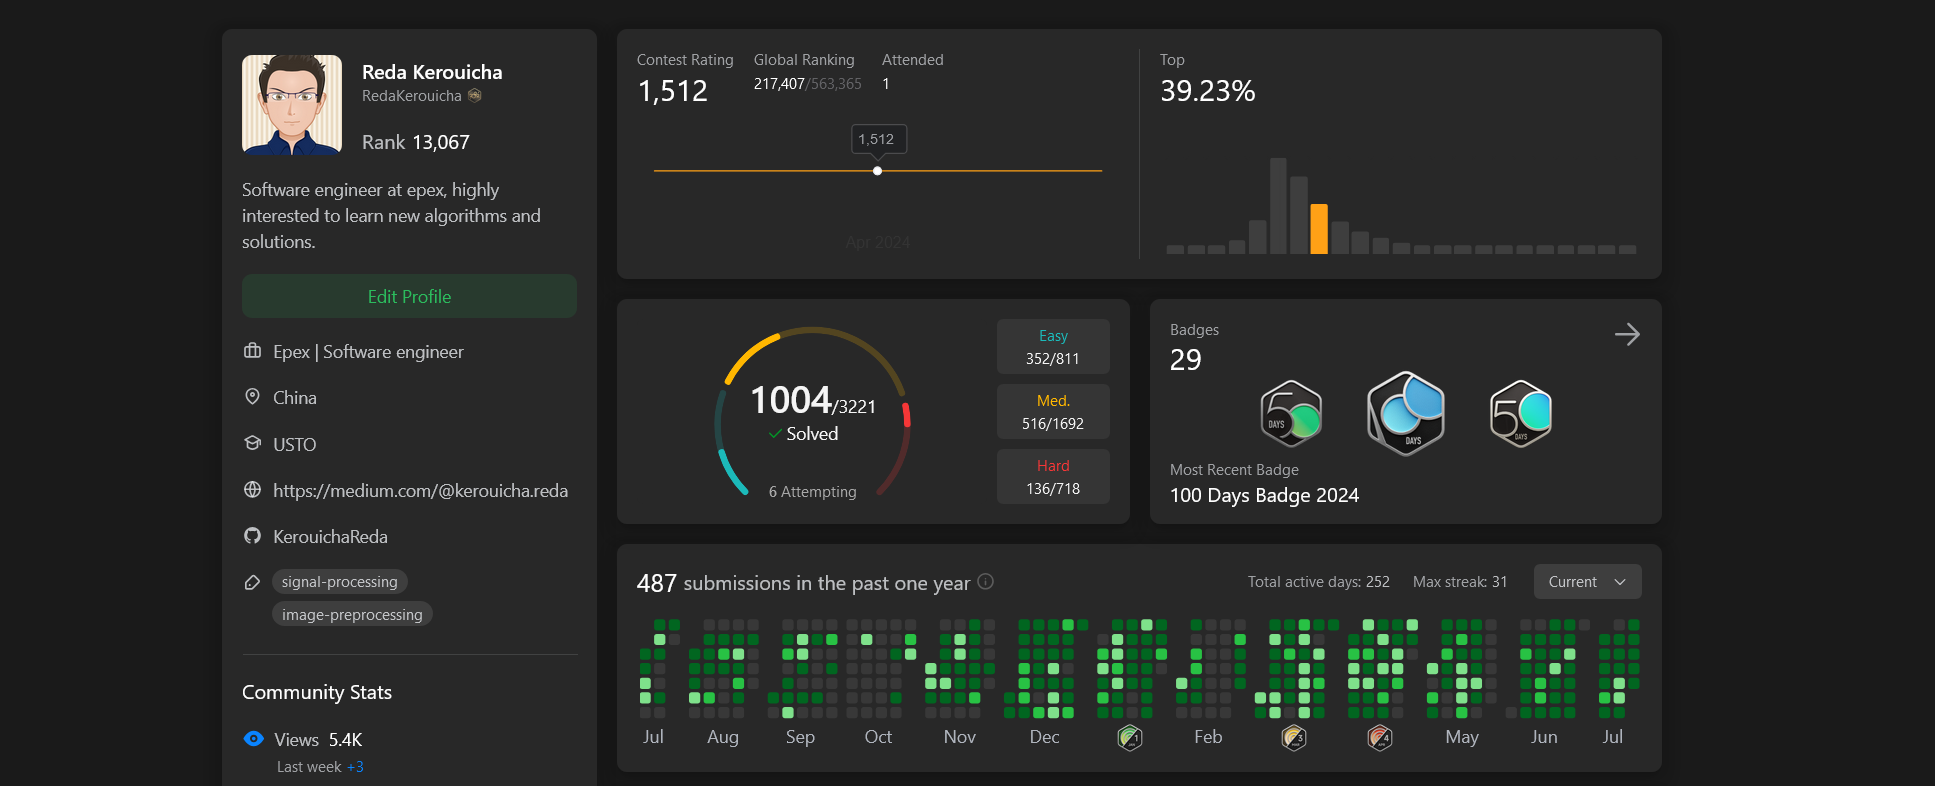 Reda Kerouicha
RedaKerouicha
Rank 13,067
Software engineer at epex, highly
interested to learn new algorithms and
solutions.
Edit Profile
Epex | Software engineer
China
USTO
https://medium.com/@kerouicha.reda
KerouichaReda
signal-processing
image-preprocessing
Community Stats
Views 5.4K
Last week +3
Contest Rating
1,512
Global Ranking
217,407/563,365
Attended
1
1,512
Apr 2024
Top
39.23%
1004/3221
Solved
6 Attempting
Easy
352/811
Med.
516/1692
Hard
136/718
Badges
29
DAYS
DAYS
50
DAYS
Most Recent Badge
100 Days Badge 2024
487 submissions in the past one year
Total active days: 252
Max streak: 31
Current
Jul Aug Sep Oct Nov Dec Feb May Jun Jul